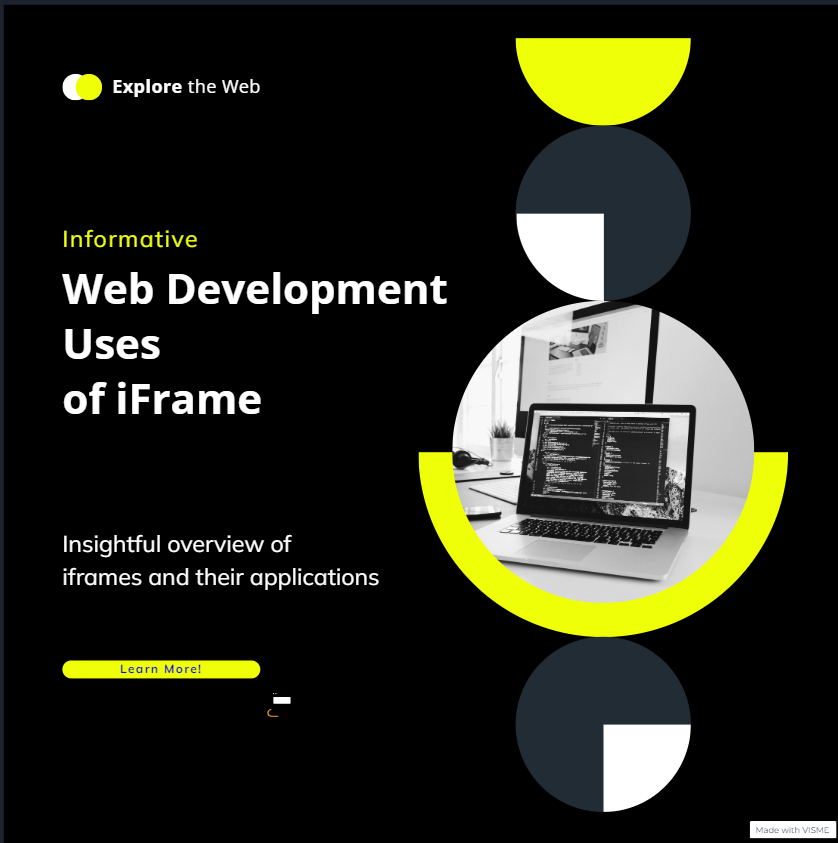 Explore the Web
Informative
Web Development
Uses
of iFrame
Insightful overview of
iframes and their applications
Learn More!
Made with VISME